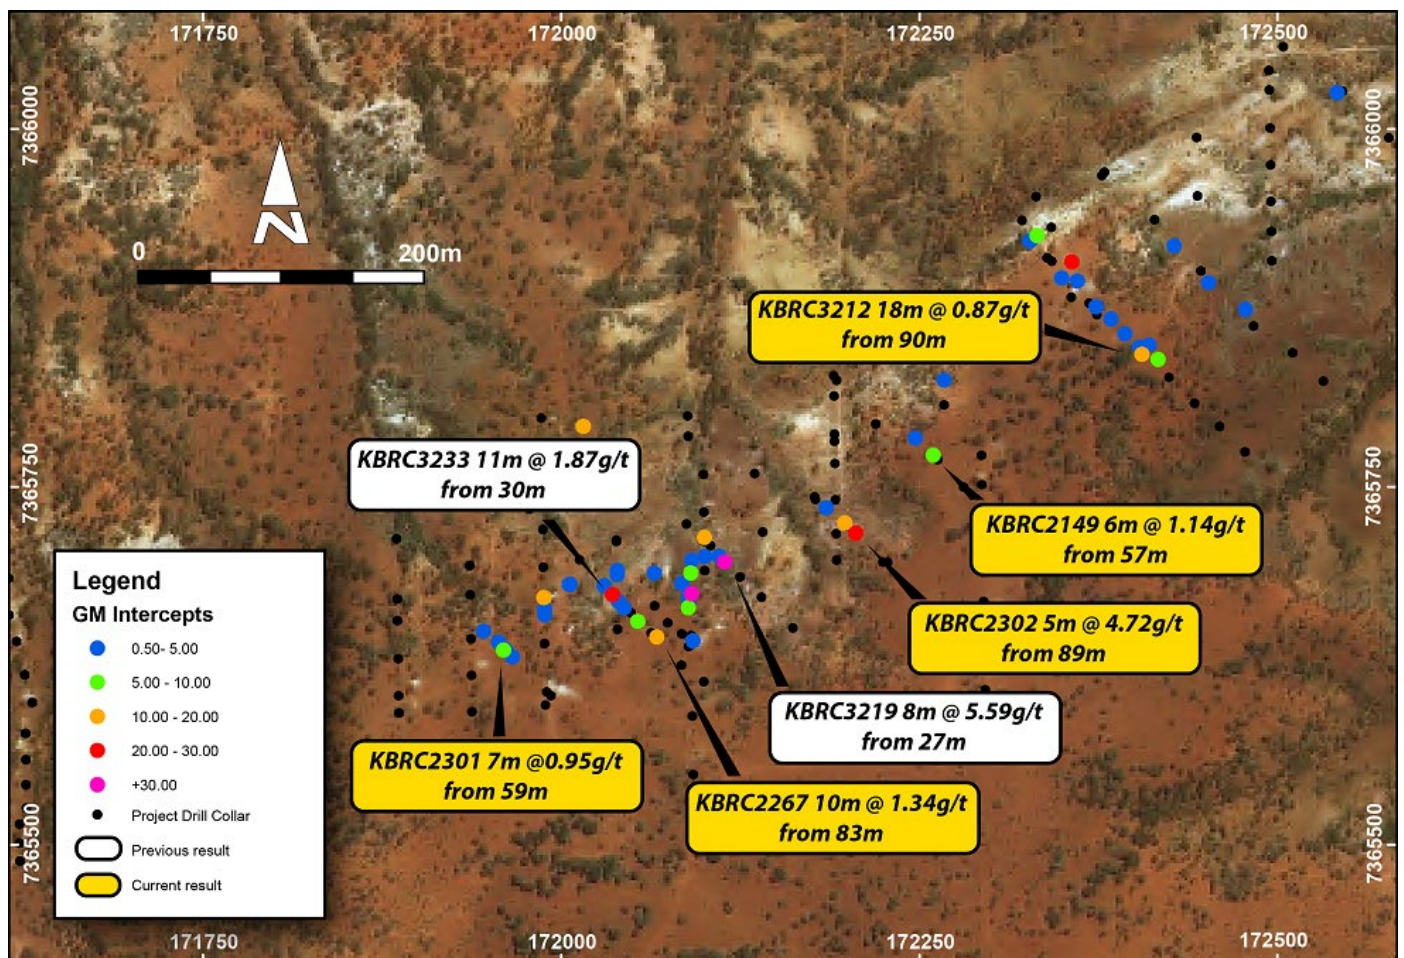 171750
172000
172250
172500
7366000
7366000
N
0
200m
KBRC3212 18m @ 0.87g/t
from 90m
KBRC3233 11m @ 1.87g/t
from 30m
7365750
7365750
KBRC2149 6m @ 1.14g/t
from 57m
Legend
GM Intercepts
0.50- 5.00
5.00 - 10.00
10.00 - 20.00
20.00 - 30.00
+30.00
Project Drill Collar
Previous result
Current result
KBRC2302 5m @ 4.72g/t
from 89m
KBRC3219 8m @ 5.59g/t
from 27m
KBRC2301 7m @0.95g/t
from 59m
KBRC2267 10m @ 1.34g/t
from 83m
7365500
7365500
171750
172000
172250
172500